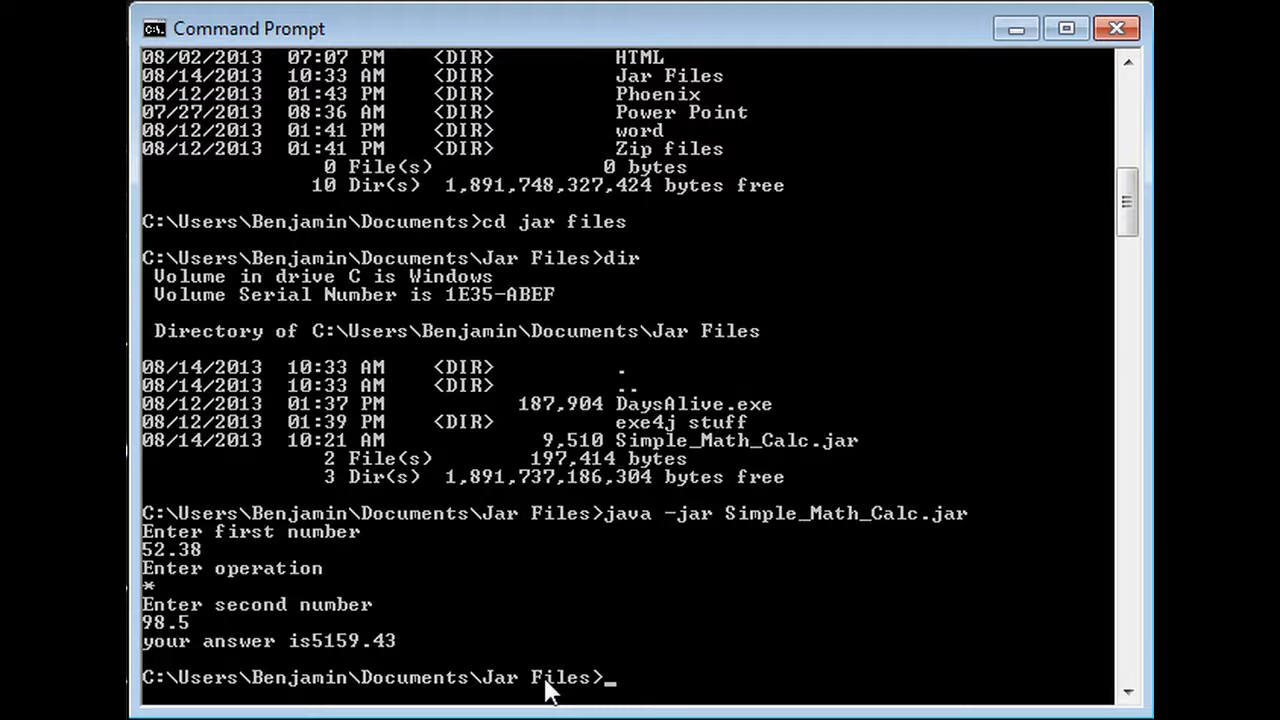 Command Prompt
08/02/2013  07:07 PM    <DIR>          HTML
08/14/2013  10:33 AM    <DIR>          Jar Files
08/12/2013  01:43 PM    <DIR>          Phoenix
07/27/2013  08:36 AM    <DIR>          Power Point
08/12/2013  01:41 PM    <DIR>          word
08/12/2013  01:41 PM    <DIR>          Zip files
               0 File(s)              0 bytes
              10 Dir(s)  1,891,748,327,424 bytes free
C:\Users\Benjamin\Documents>cd jar files
C:\Users\Benjamin\Documents\Jar Files>dir
 Volume in drive C is Windows
 Volume Serial Number is 1E35-ABEF
 Directory of C:\Users\Benjamin\Documents\Jar Files
08/14/2013  10:33 AM    <DIR>          .
08/14/2013  10:33 AM    <DIR>          ..
08/12/2013  01:37 PM           187,904 DaysAlive.exe
08/12/2013  01:39 PM    <DIR>          exe4j stuff
08/14/2013  10:21 AM             9,510 Simple_Math_Calc.jar
               2 File(s)        197,414 bytes
               3 Dir(s)  1,891,737,186,304 bytes free
C:\Users\Benjamin\Documents\Jar Files>java -jar Simple_Math_Calc.jar
Enter first number
52.38
Enter operation
*
Enter second number
98.5
your answer is5159.43
C:\Users\Benjamin\Documents\Jar Files>_